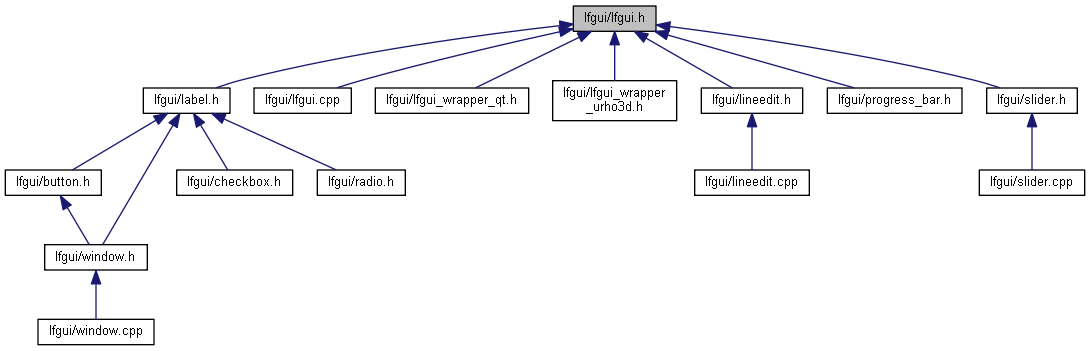 lfgui/lfgui.h
lfgui/label.h
lfgui/lfgui.cpp
lfgui/lfgui_wrapper_qt.h
lfgui/lfgui_wrapper
_urho3d.h
lfgui/lineedit.h
lfgui/progress_bar.h
lfgui/slider.h
lfgui/button.h
lfgui/checkbox.h
lfgui/radio.h
lfgui/lineedit.cpp
lfgui/slider.cpp
lfgui/window.h
lfgui/window.cpp